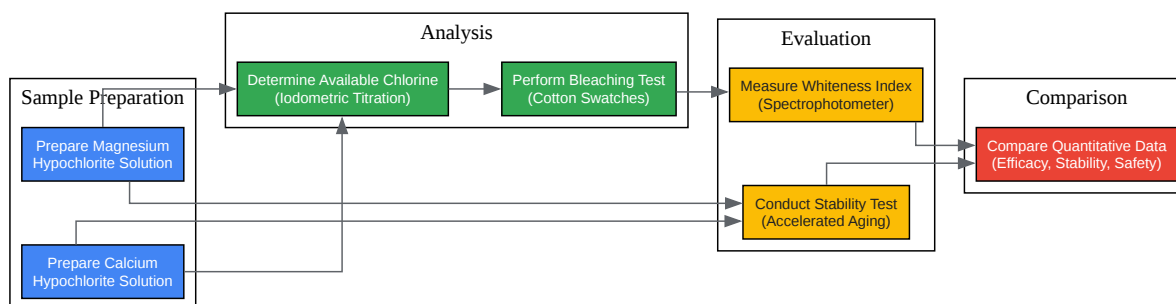 Sample Preparation
Prepare Magnesium
Hypochlorite Solution
Prepare Calcium
Hypochlorite Solution
Analysis
Determine Available Chlorine
(Iodometric Titration)
Perform Bleaching Test
(Cotton Swatches)
Evaluation
Measure Whiteness Index
(Spectrophotometer)
Conduct Stability Test
(Accelerated Aging)
Comparison
Compare Quantitative Data
(Efficacy, Stability, Safety)